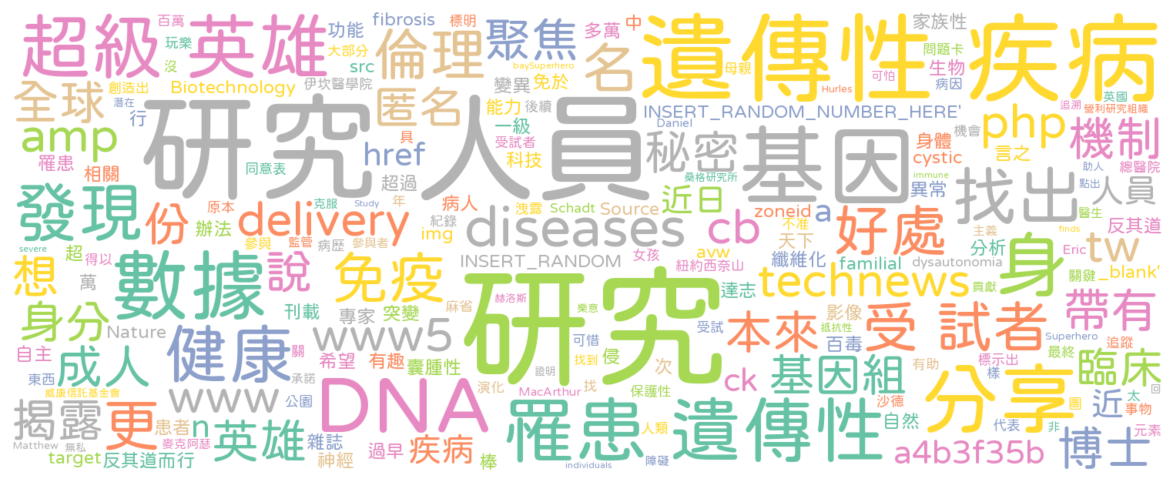 超級英雄 功能 fibrosis 多萬 中 遺傳性 疾病 家族性
百萬 標明 玩樂 倫理 聚焦 名 問題卡
沒 大部分 src baySuperhero 母親 可怕 生物 病因
全球 創造出 Biotechnology 伊坎醫學院 變異 免於 Hurles 英國
潛在 行 匿名 能力 後續 INSERT_RANDOM_NUMBER_HERE' 追溯 營利研究組織
amp 研究人員 具 一級 Daniel 秘密 基因 身體 機會 php 機制
罹患 相關 同意表 href 受試者 科技 桑格研究所 cystic 言之 助人 總醫院
超過 immune 異常 找出 人員 點出
發現 份 原本 克服 Study 年 病人 洩露 Schadt Source 近日 zoneid a 好處 主義 醫生 反其道
辦法 delivery 紀錄 diseases cb 不准 天下 身 分析 Eric finds tw
severe 超 參與 監管 病歷 參與者 img INSERT_RANDOM 女孩 avw 纖維化 familial dysautonomia 關鍵 _blank'
想 得以 萬 數據 說 免疫 紐約西奈山 達志 technews 貢獻
身分 刊載 專家 突變 麻省 赫洛斯 樂意 研究 影像 抵抗性 受 試者 帶有
Nature www5 受試 本來 百毒 Superhero 追蹤
自主 成人 健康 關 希望 有趣 囊腫性 可惜 找到 侵 次 有助 標示出 最終 樣 臨床
東西 承諾 證明 ck 基因組
威康信託基金會 公園 www DNA 演化 找 MacArthur 保護性 沙德 分享 團 太 回
揭露 更 患者 n 英雄 麥克阿瑟 雜誌 過早 罹患 遺傳性 人類 自然 代表 近 非 事物
Matthew 無私 疾病 障礙 元素
target 反其道而行 神經 棒 individuals a4b3f35b 博士